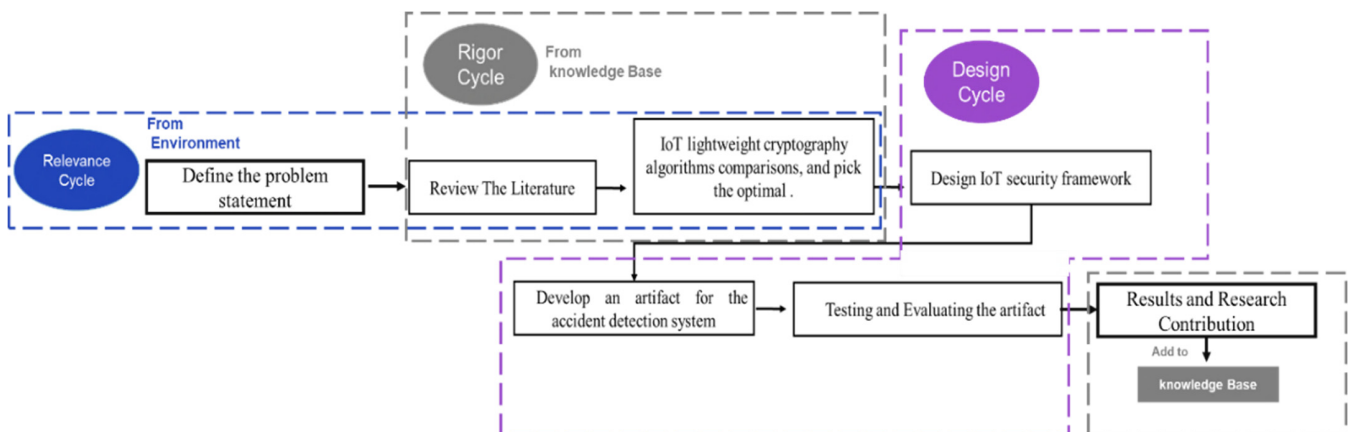 Rigor
Cycle
From
knowledge Base
Design
Cycle
Relevance
Cycle
From
Environment
Define the problem
statement
Review The Literature
IoT lightweight cryptography
algorithms comparisons, and pick
the optimal .
Design IoT security framework
Develop an artifact for the
accident detection system
Testing and Evaluating the artifact
Results and Research
Contribution
Add to
knowledge Base